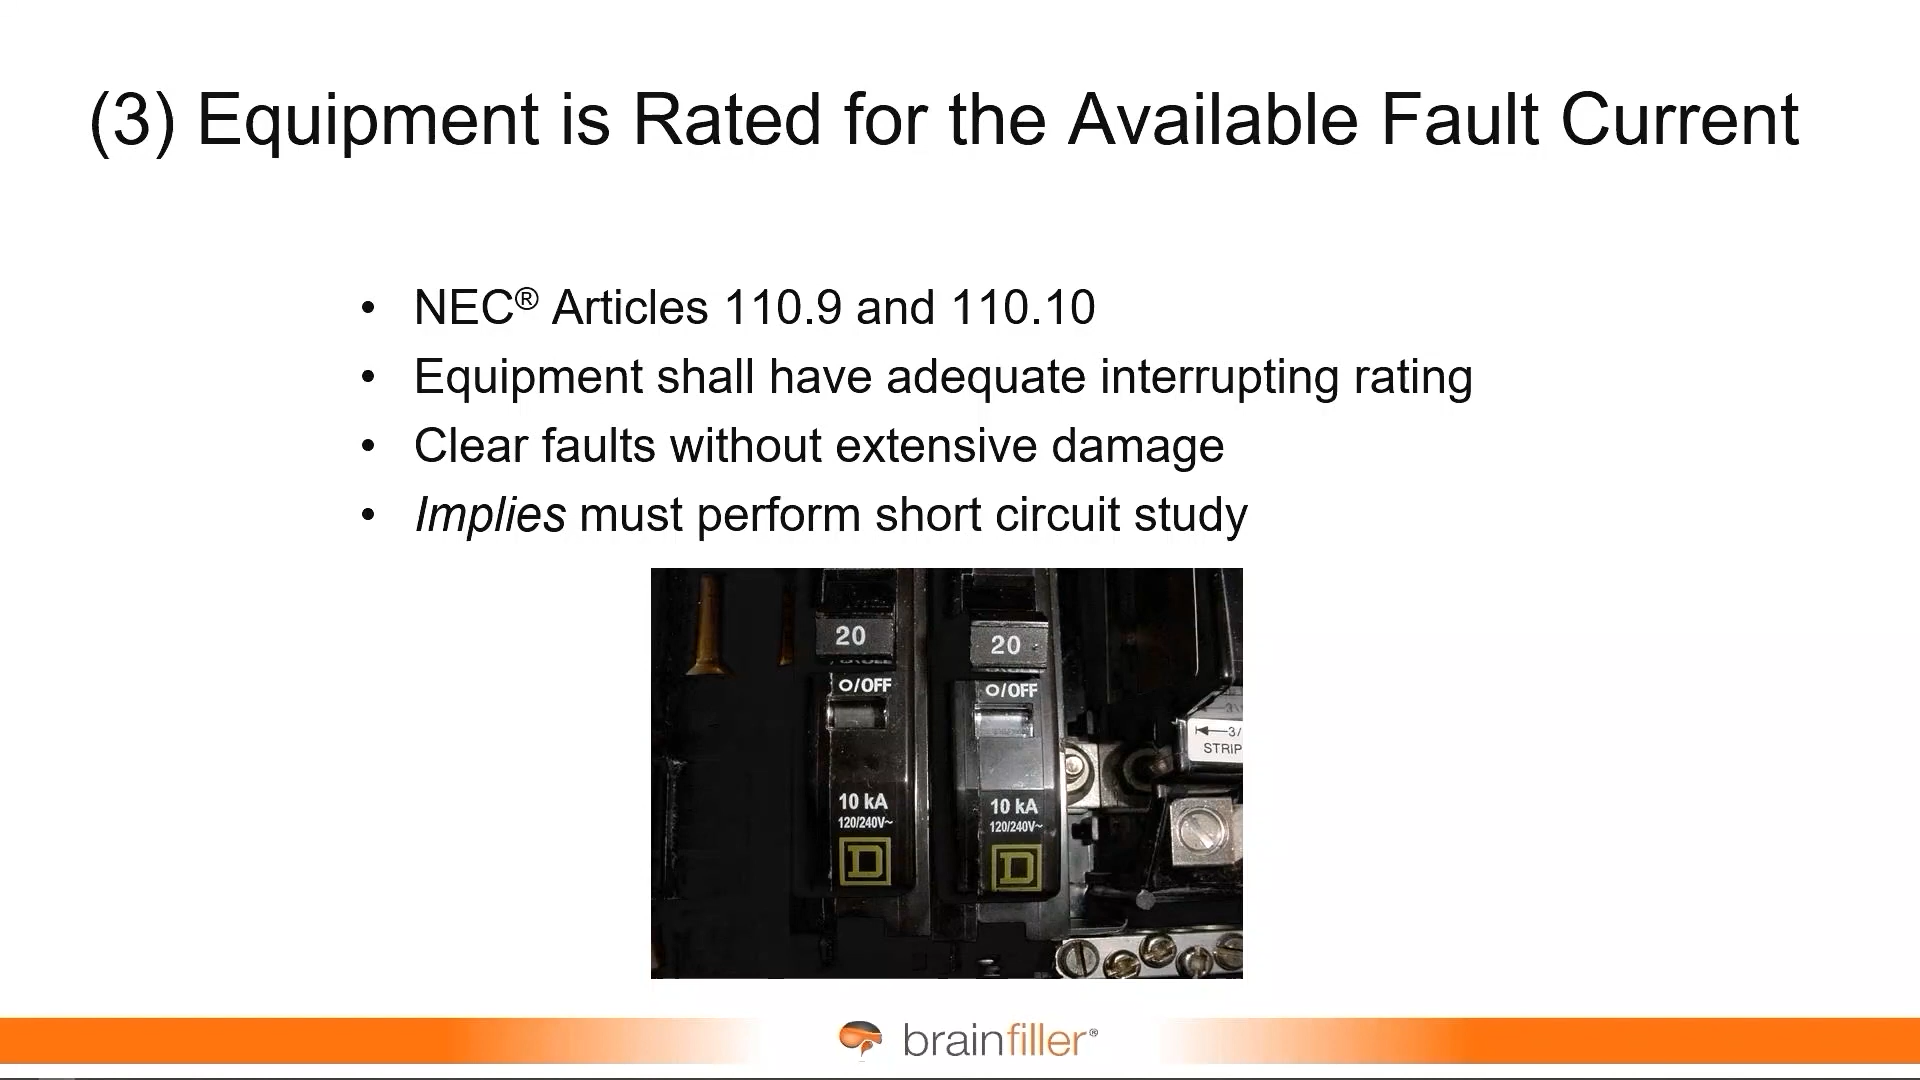 (3) Equipment is Rated for the Available Fault Current
• NEC® Articles 110.9 and 110.10
• Equipment shall have adequate interrupting rating
• Clear faults without extensive damage
• Implies must perform short circuit study
20
20
O/OFF
O/OFF
3/
STRIP
10 kA
120/240V~
10 kA
120/240V~
D
D
brainfiller®